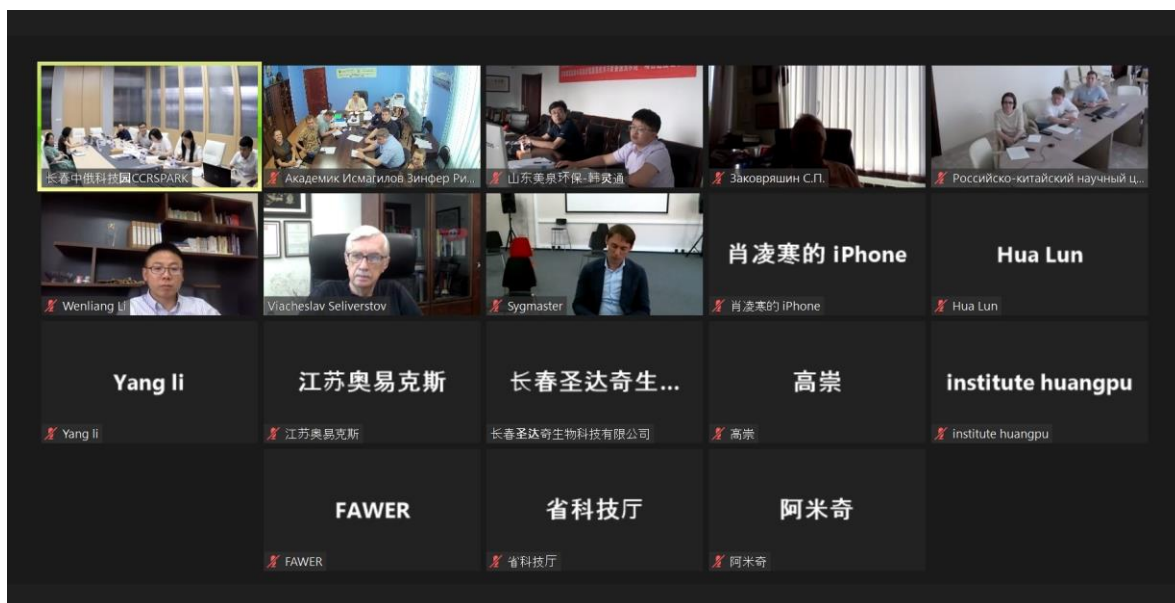 长春中俄科技园CCRSPARK
Академик Исмагилов Зинфер Ри...
山东美泉环保-韩灵通
Заковряшин С.П.
Российско-китайский научный ц...
Wenliang Li
Viacheslav Seliverstov
Sygmaster
肖凌寒的 iPhone
肖凌寒的 iPhone
Hua Lun
Hua Lun
Yang li
Yang li
江苏奥易克斯
江苏奥易克斯
长春圣达奇生...
长春圣达奇生物科技有限公司
高崇
高崇
institute huangpu
institute huangpu
FAWER
FAWER
省科技厅
省科技厅
阿米奇
阿米奇